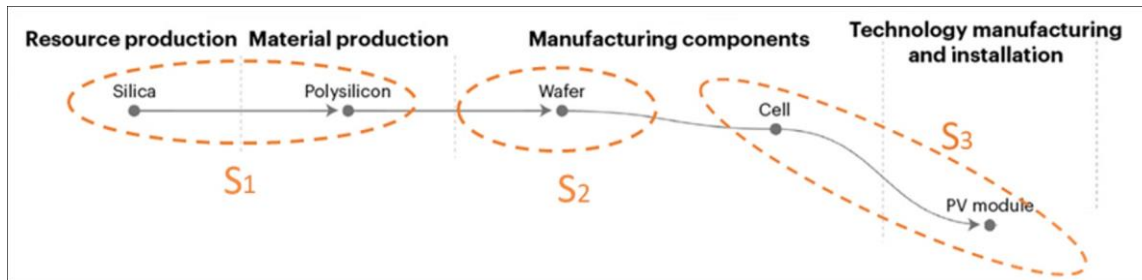 Resource production
Material production
Manufacturing components
Technology manufacturing
and installation
Silica
Polysilicon
Wafer
Cell
PV module
S1
S2
S3